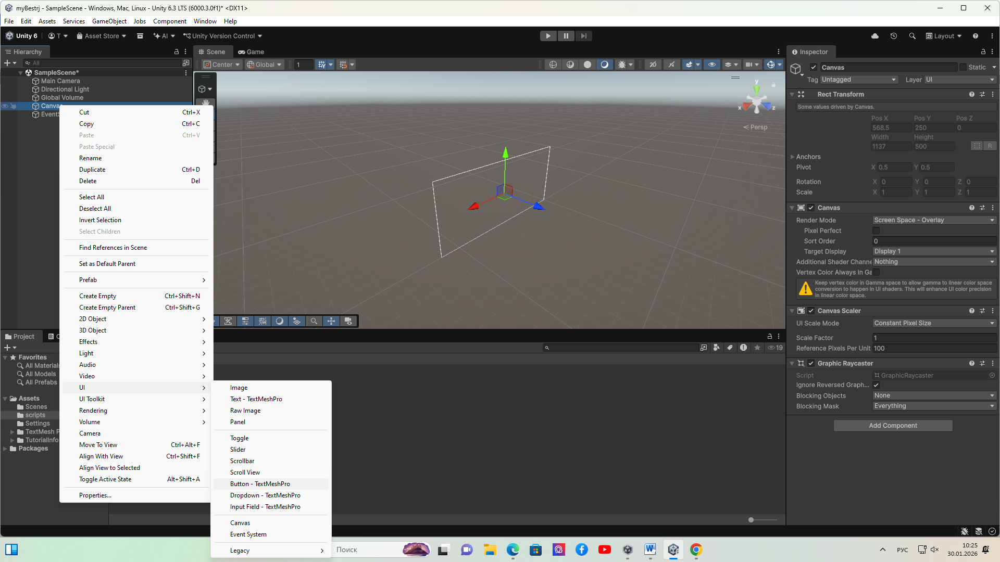 myBestrj - SampleScene - Windows, Mac, Linux - Unity 6.3 LTS (6000.3.0f1)* <DX11>
File Edit Assets Services GameObject Jobs Component Window Help
Unity 6 T Asset Store AI Unity Version Control Layout
Hierarchy
All
SampleScene*
Main Camera
Directional Light
Global Volume
Canvas
EventS
Cut Ctrl+X
Copy Ctrl+C
Paste Ctrl+V
Paste Special
Rename
Duplicate Ctrl+D
Delete Del
Select All
Deselect All
Invert Selection
Select Children
Find References in Scene
Set as Default Parent
Prefab
Create Empty Ctrl+Shift+N
Create Empty Parent Ctrl+Shift+G
2D Object
3D Object
Effects
Light
Audio
Video
UI
UI Toolkit
Rendering
Volume
Camera
Move To View Ctrl+Alt+F
Align With View Ctrl+Shift+F
Align View to Selected
Toggle Active State Alt+Shift+A
Properties...
Image
Text - TextMeshPro
Raw Image
Panel
Toggle
Slider
Scrollbar
Scroll View
Button - TextMeshPro
Dropdown - TextMeshPro
Input Field - TextMeshPro
Canvas
Event System
Legacy
Scene Game
Center Global 1 2D
y
x z
Persp
Project C
19
Favorites
All Materials
All Models
All Prefabs
Assets
Scenes
scripts
Settings
TextMesh P
TutorialInfo
Packages
Inspector
Canvas Static
Tag Untagged Layer UI
Rect Transform
Some values driven by Canvas.
Pos X Pos Y Pos Z
568.5 250 0
Width Height
1137 500 R
Anchors
Pivot X 0.5 Y 0.5
Rotation X 0 Y 0 Z 0
Scale X 1 Y 1 Z 1
Canvas
Render Mode Screen Space - Overlay
Pixel Perfect
Sort Order 0
Target Display Display 1
Additional Shader Channe Nothing
Vertex Color Always In Ga
Keep vertex color in Gamma space to allow gamma to linear color space
conversion to happen in UI shaders. This will enhance UI color precision
in linear color space.
Canvas Scaler
UI Scale Mode Constant Pixel Size
Scale Factor 1
Reference Pixels Per Unit 100
Graphic Raycaster
Script GraphicRaycaster
Ignore Reversed Graph...
Blocking Objects None
Blocking Mask Everything
Add Component
Поиск
РУС
10:25
30.01.2026